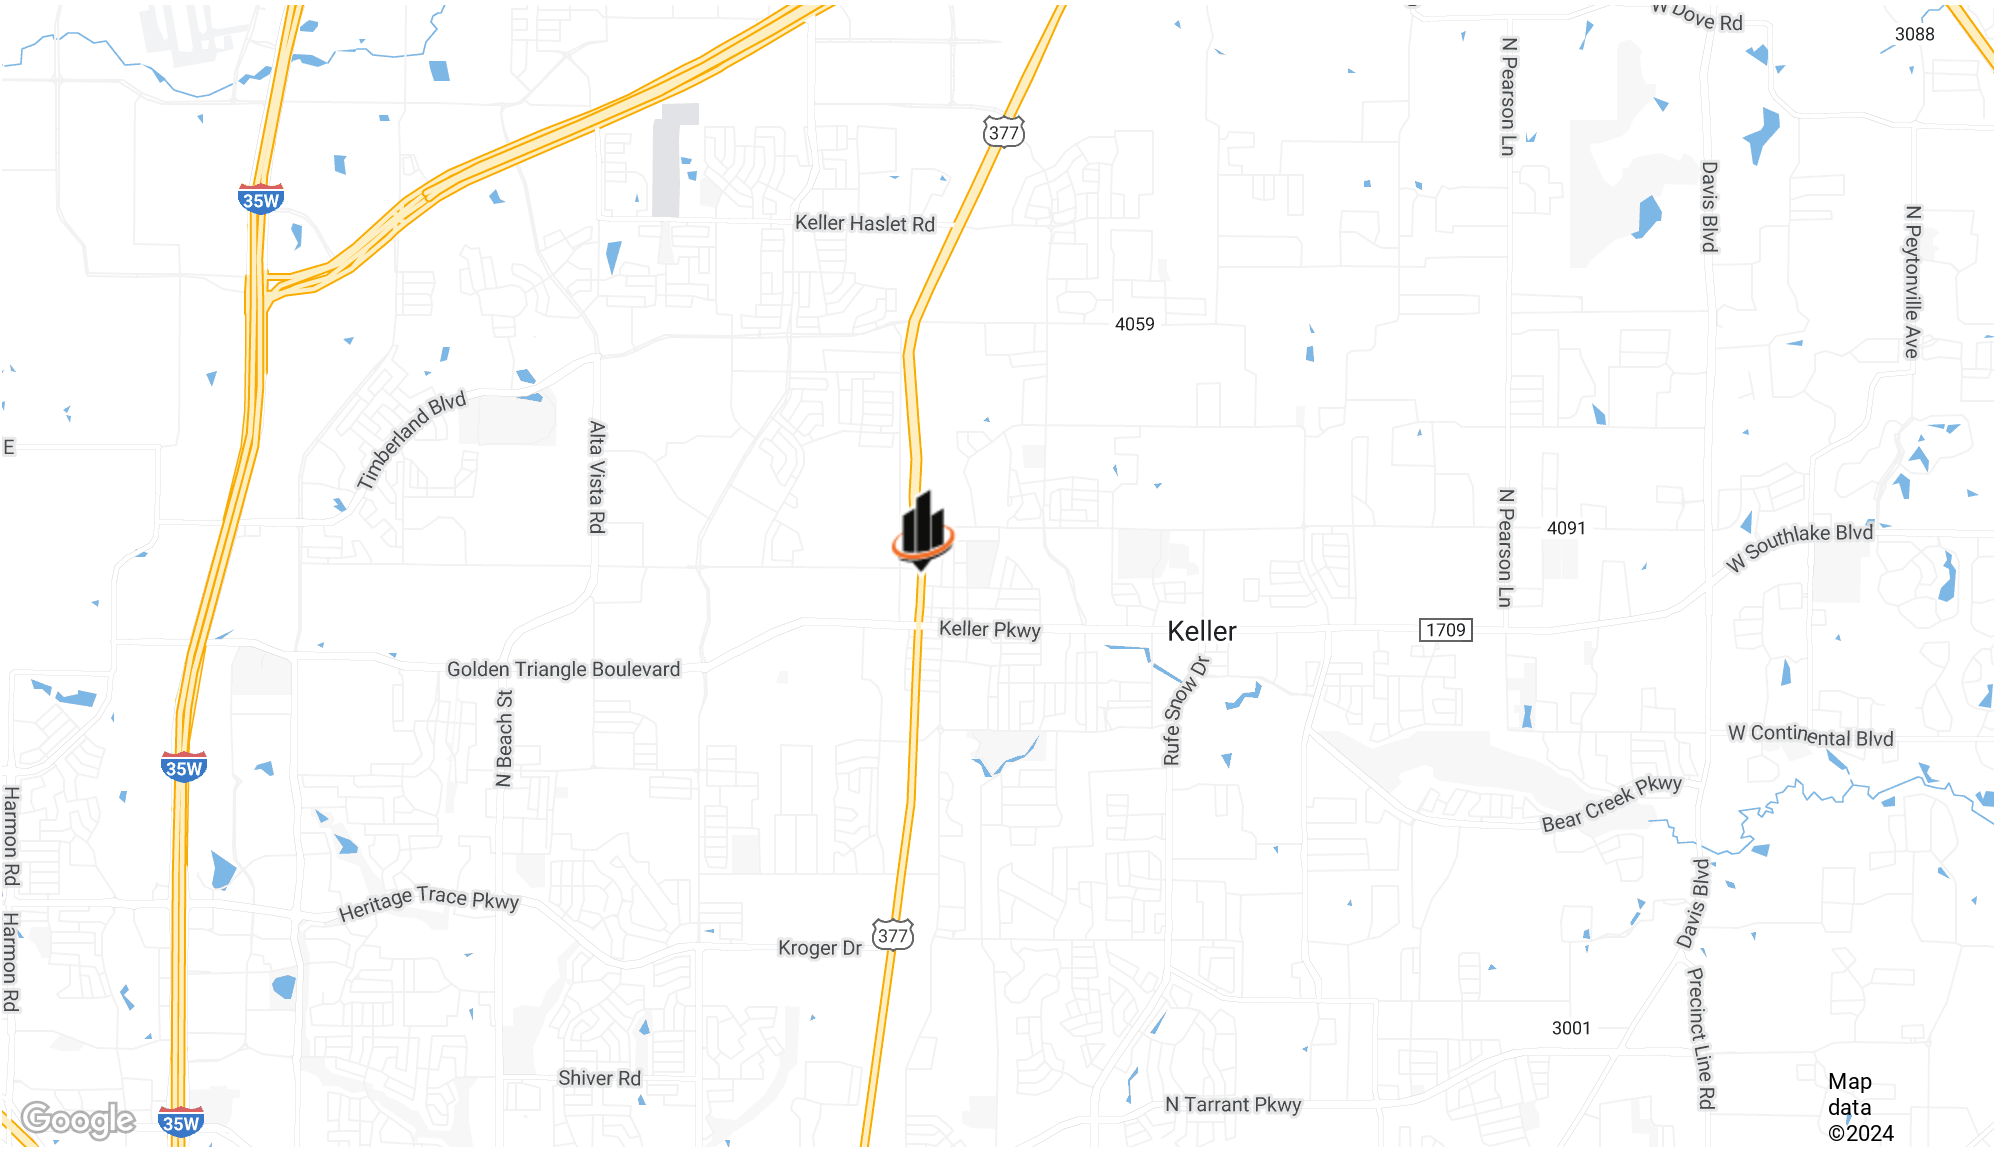 W Dove Rd
3088
N Pearson Ln
377
35W
Davis Blvd
Keller Haslet Rd
N Peytonville Ave
4059
Timberland Blvd
Alta Vista Rd
E
N Pearson Ln
4091
W Southlake Blvd
Keller Pkwy
Keller
1709
Golden Triangle Boulevard
Rufe Snow Dr
N Beach St
W Continental Blvd
35W
Harmon Rd
Bear Creek Pkwy
Heritage Trace Pkwy
Davis Blvd
377
Kroger Dr
Harmon Rd
Precinct Line Rd
3001
Shiver Rd
N Tarrant Pkwy
35W
Google
Map
data
©2024